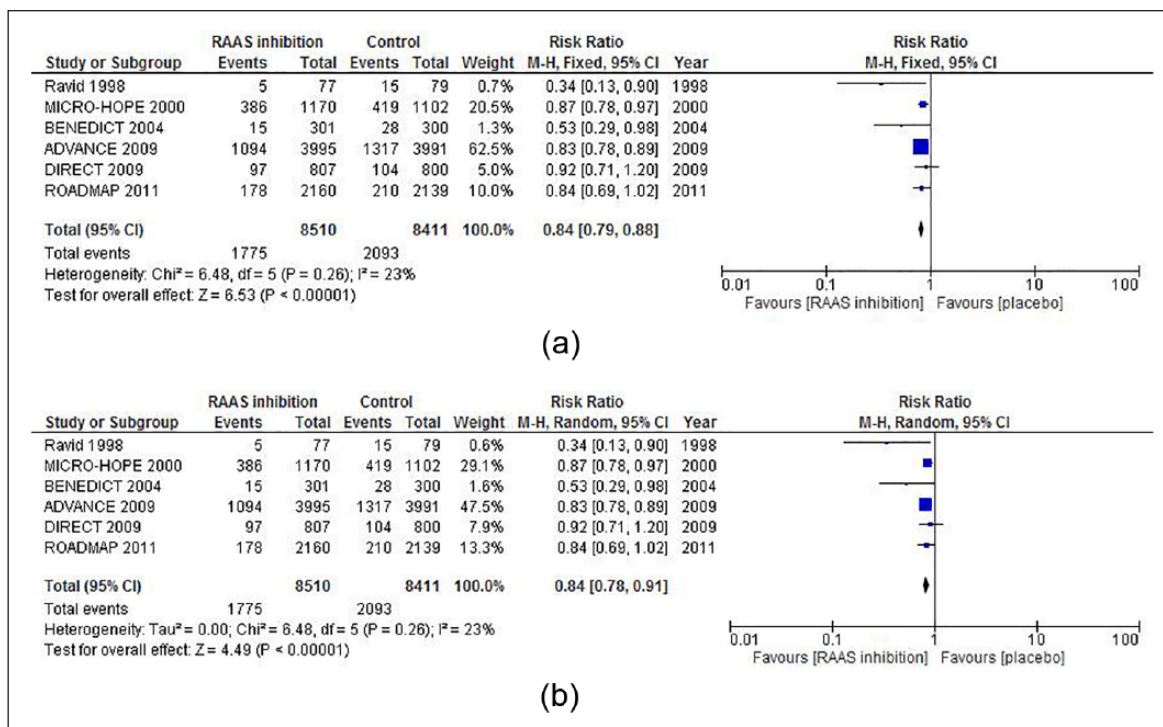 RAAS inhibition Control Risk Ratio Risk Ratio
Study or Subgroup Events Total Events Total Weight M-H, Fixed, 95% CI Year M-H, Fixed, 95% CI
Ravid 1998 5 77 15 79 0.7% 0.34 [0.13, 0.90] 1998
MICRO-HOPE 2000 386 1170 419 1102 20.5% 0.87 [0.78, 0.97] 2000
BENEDICT 2004 15 301 28 300 1.3% 0.53 [0.29, 0.98] 2004
ADVANCE 2009 1094 3995 1317 3991 62.5% 0.83 [0.78, 0.89] 2009
DIRECT 2009 97 807 104 800 5.0% 0.92 [0.71, 1.20] 2009
ROADMAP 2011 178 2160 210 2139 10.0% 0.84 [0.69, 1.02] 2011
Total (95% CI) 8510 8411 100.0% 0.84 [0.79, 0.88]
Total events 1775 2093
Heterogeneity: Chi² = 6.48, df = 5 (P = 0.26); I² = 23%
Test for overall effect: Z = 6.53 (P < 0.00001)
0.01 0.1 1 10 100
Favours [RAAS inhibition] Favours [placebo]
(a)
RAAS inhibition Control Risk Ratio Risk Ratio
Study or Subgroup Events Total Events Total Weight M-H, Random, 95% CI Year M-H, Random, 95% CI
Ravid 1998 5 77 15 79 0.6% 0.34 [0.13, 0.90] 1998
MICRO-HOPE 2000 386 1170 419 1102 29.1% 0.87 [0.78, 0.97] 2000
BENEDICT 2004 15 301 28 300 1.6% 0.53 [0.29, 0.98] 2004
ADVANCE 2009 1094 3995 1317 3991 47.5% 0.83 [0.78, 0.89] 2009
DIRECT 2009 97 807 104 800 7.9% 0.92 [0.71, 1.20] 2009
ROADMAP 2011 178 2160 210 2139 13.3% 0.84 [0.69, 1.02] 2011
Total (95% CI) 8510 8411 100.0% 0.84 [0.78, 0.91]
Total events 1775 2093
Heterogeneity: Tau² = 0.00; Chi² = 6.48, df = 5 (P = 0.26); I² = 23%
Test for overall effect: Z = 4.49 (P < 0.00001)
0.01 0.1 1 10 100
Favours [RAAS inhibition] Favours [placebo]
(b)